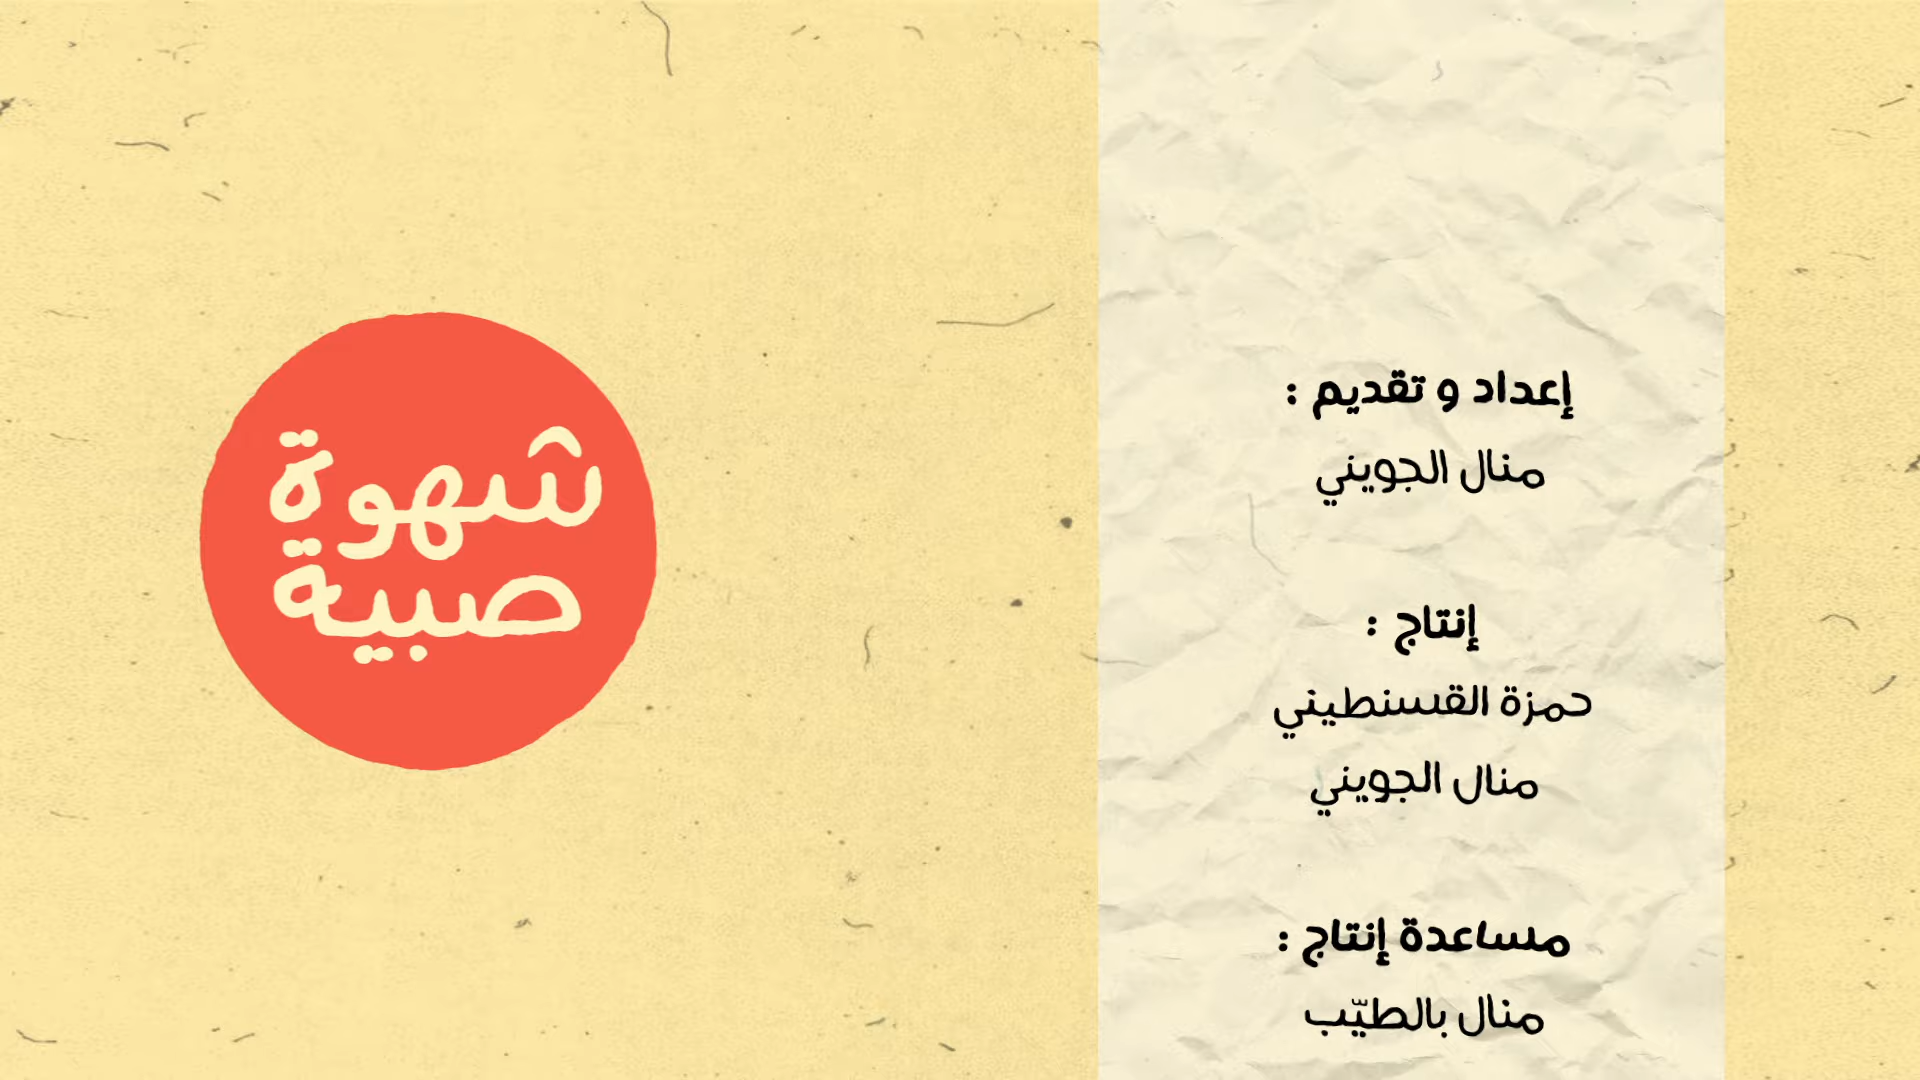 شهوة
صبية
إعداد و تقديم :
منال الجويني
إنتاج :
حمزة القسنطيني
منال الجويني
مساعدة إنتاج :
منال بالطيّب